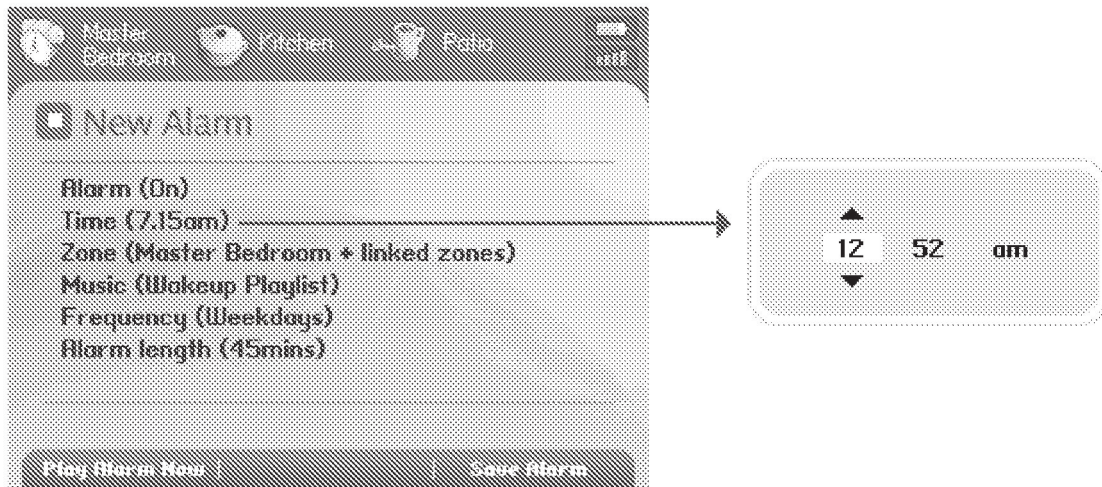 Master
Bedroom
Kitchen
Patio
New Alarm
Alarm (On)
Time (7.15am)
Zone (Master Bedroom + linked zones)
Music (Wakeup Playlist)
Frequency (Weekdays)
Alarm length (45mins)
Play Alarm Now
Save Alarm
12 52 am